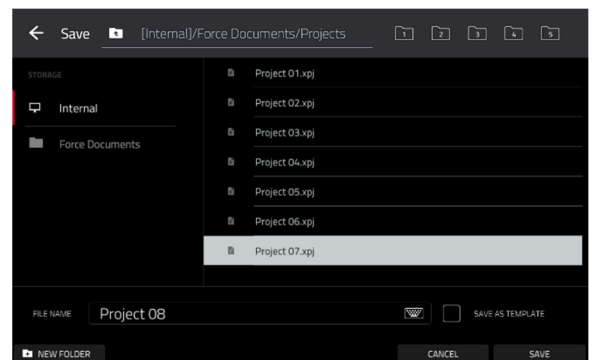 Save [Internal]/Force Documents/Projects 1 2 3 4 5
STORAGE
Internal
Force Documents
Project 01.xpj
Project 02.xpj
Project 03.xpj
Project 04.xpj
Project 05.xpj
Project 06.xpj
Project 07.xpj
FILE NAME Project 08 SAVE AS TEMPLATE
NEW FOLDER CANCEL SAVE